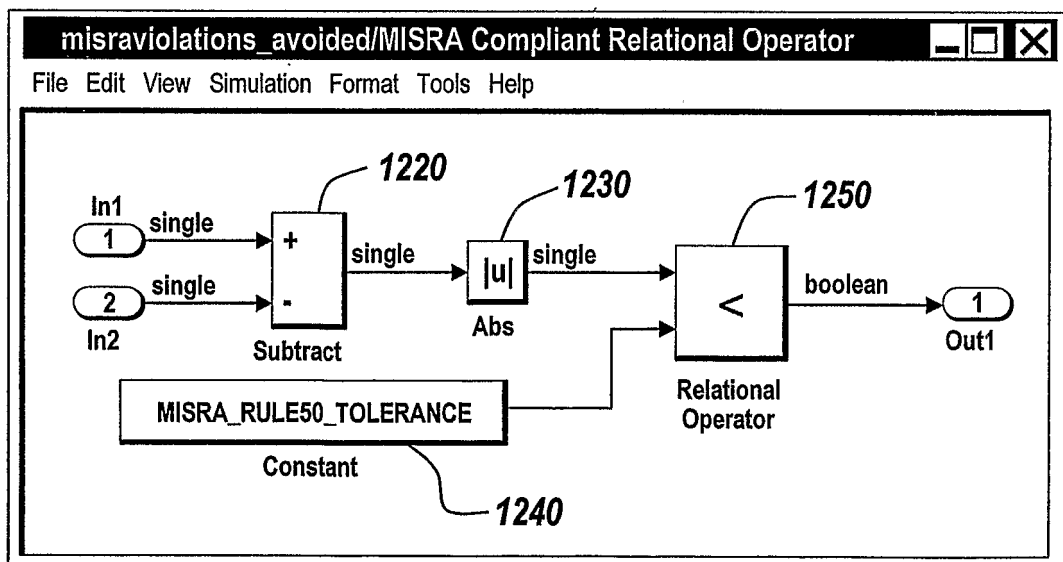 misraviolations_avoided/MISRA Compliant Relational Operator
File Edit View Simulation Format Tools Help
1220
1230
1250
In1
1
single
+
single
|u|
single
<
boolean
1
Out1
2
single
-
In2
Subtract
Abs
Relational
Operator
MISRA_RULE50_TOLERANCE
Constant
1240